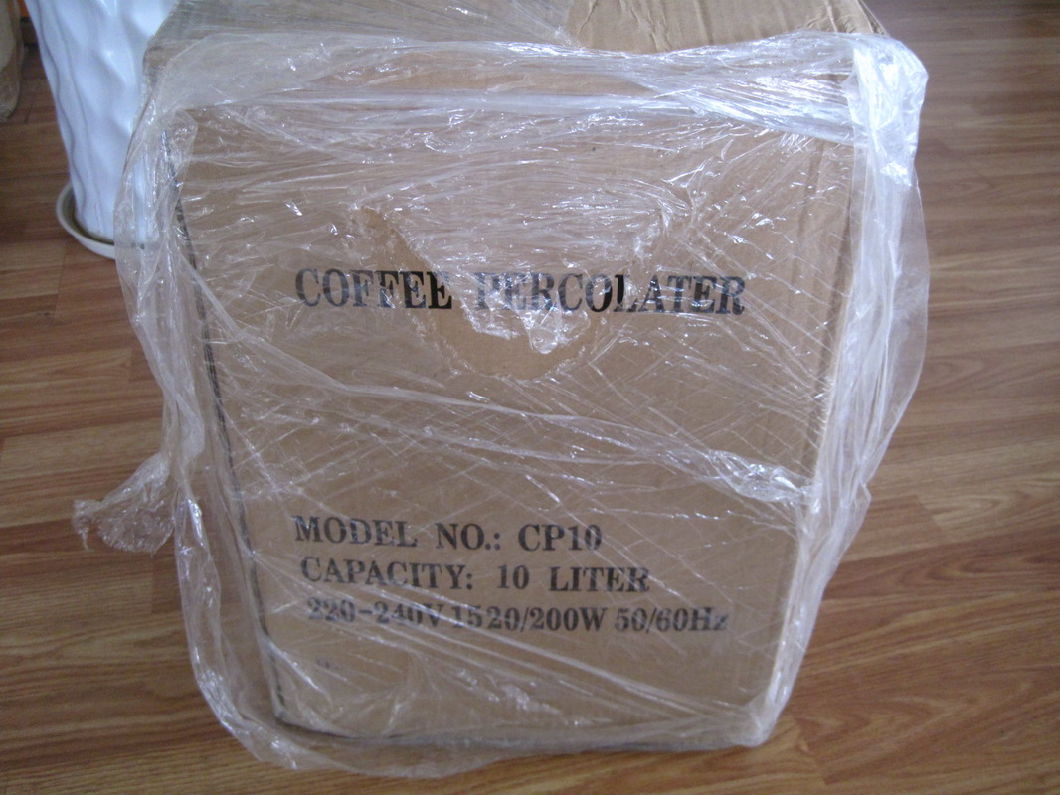 COFFEE PERCOLATER
MODEL NO.: CP10
CAPACITY: 10 LITER
220-240V 1520/200W 50/60Hz